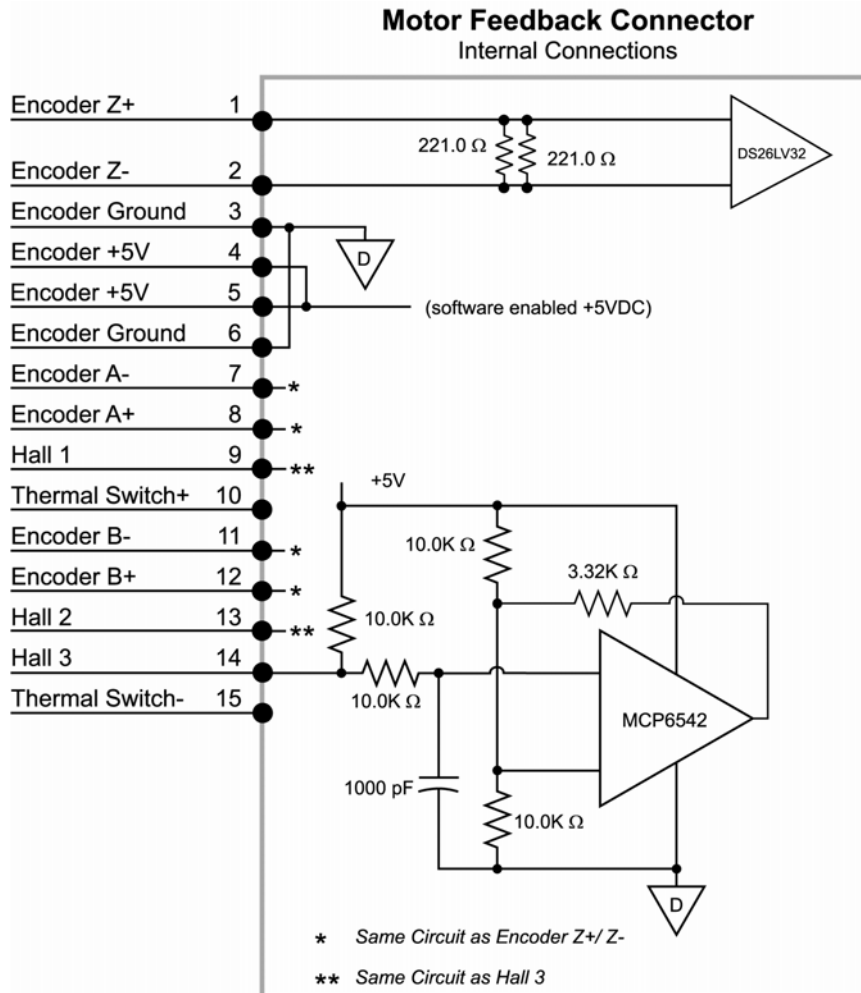 Motor Feedback Connector
Internal Connections
Encoder Z+ 1
221.0 Ω
221.0 Ω
DS26LV32
Encoder Z- 2
Encoder Ground 3
D
Encoder +5V 4
Encoder +5V 5
(software enabled +5VDC)
Encoder Ground 6
Encoder A- 7 *
Encoder A+ 8 *
Hall 1 9 **
+5V
Thermal Switch+ 10
Encoder B- 11 *
10.0K Ω
3.32K Ω
Encoder B+ 12 *
10.0K Ω
Hall 2 13 **
Hall 3 14
10.0K Ω
Thermal Switch- 15
MCP6542
1000 pF
10.0K Ω
D
* Same Circuit as Encoder Z+/ Z-
** Same Circuit as Hall 3